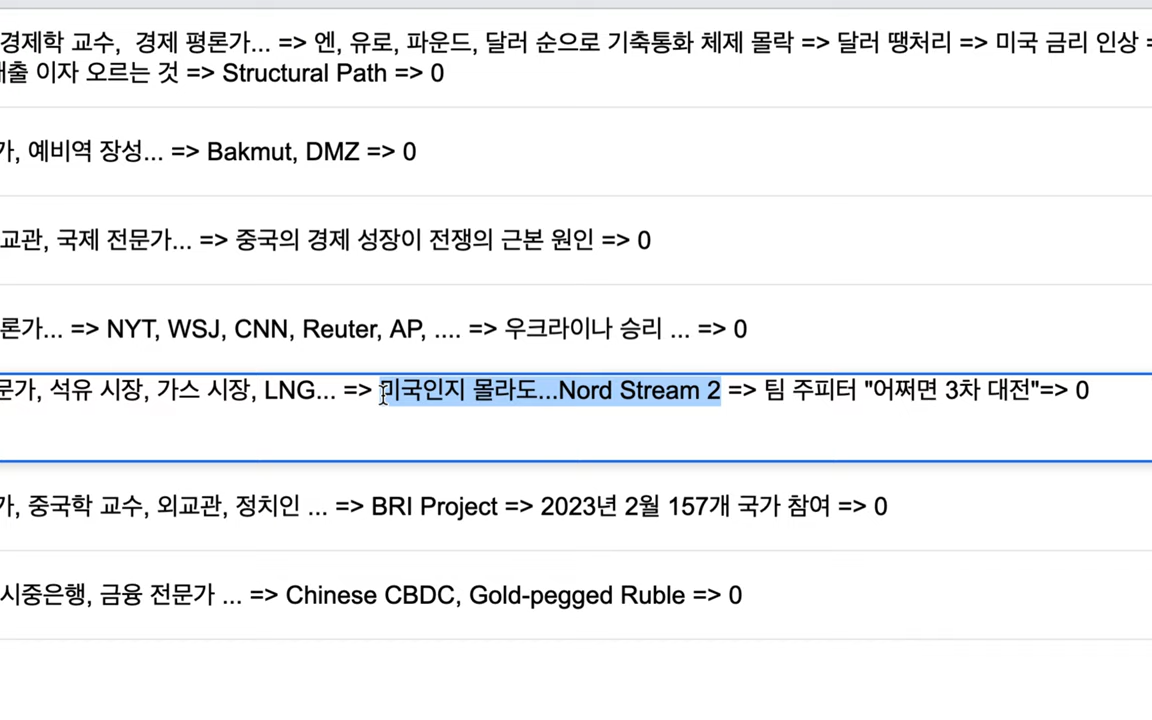 경제학 교수,  경제 평론가... => 엔, 유로, 파운드, 달러 순으로 기축통화 체제 몰락 => 달러 땡처리 => 미국 금리 인상 =
대출 이자 오르는 것 => Structural Path => 0
가, 예비역 장성... => Bakmut, DMZ => 0
교관, 국제 전문가... => 중국의 경제 성장이 전쟁의 근본 원인 => 0
론가... => NYT, WSJ, CNN, Reuter, AP, .... => 우크라이나 승리 ... => 0
문가, 석유 시장, 가스 시장, LNG... => 미국인지 몰라도...Nord Stream 2 => 팀 주피터 "어쩌면 3차 대전"=> 0
가, 중국학 교수, 외교관, 정치인 ... => BRI Project => 2023년 2월 157개 국가 참여 => 0
시중은행, 금융 전문가 ... => Chinese CBDC, Gold-pegged Ruble => 0